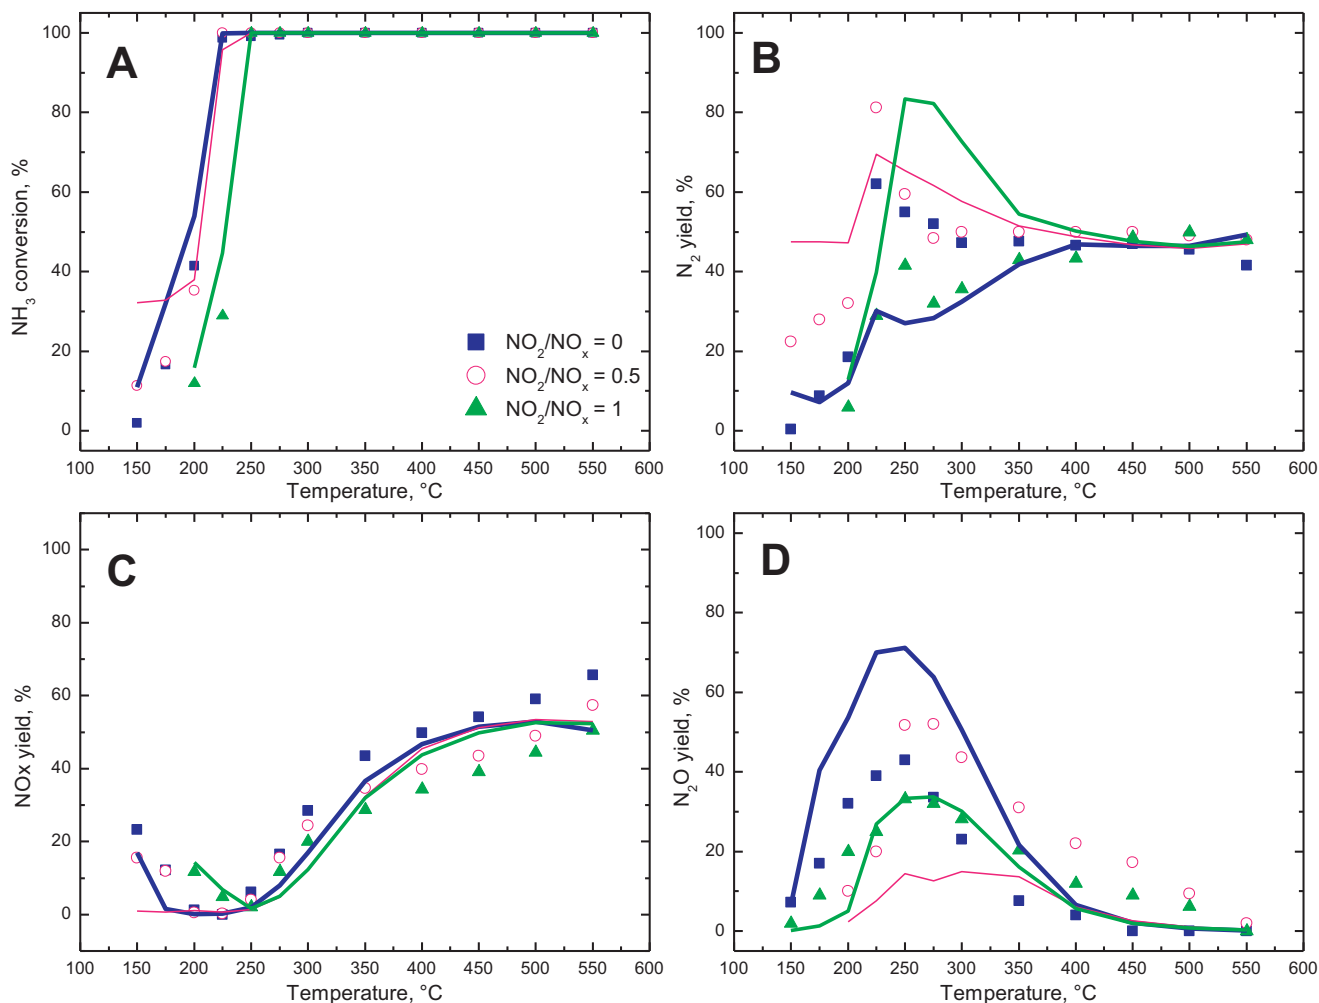 A
NH₃ conversion, %
100
80
60
40
20
0
NO₂/NOₓ = 0
NO₂/NOₓ = 0.5
NO₂/NOₓ = 1
100 150 200 250 300 350 400 450 500 550 600
Temperature, °C
B
N₂ yield, %
100
80
60
40
20
0
100 150 200 250 300 350 400 450 500 550 600
Temperature, °C
C
NOx yield, %
100
80
60
40
20
0
100 150 200 250 300 350 400 450 500 550 600
Temperature, °C
D
N₂O yield, %
100
80
60
40
20
0
100 150 200 250 300 350 400 450 500 550 600
Temperature, °C